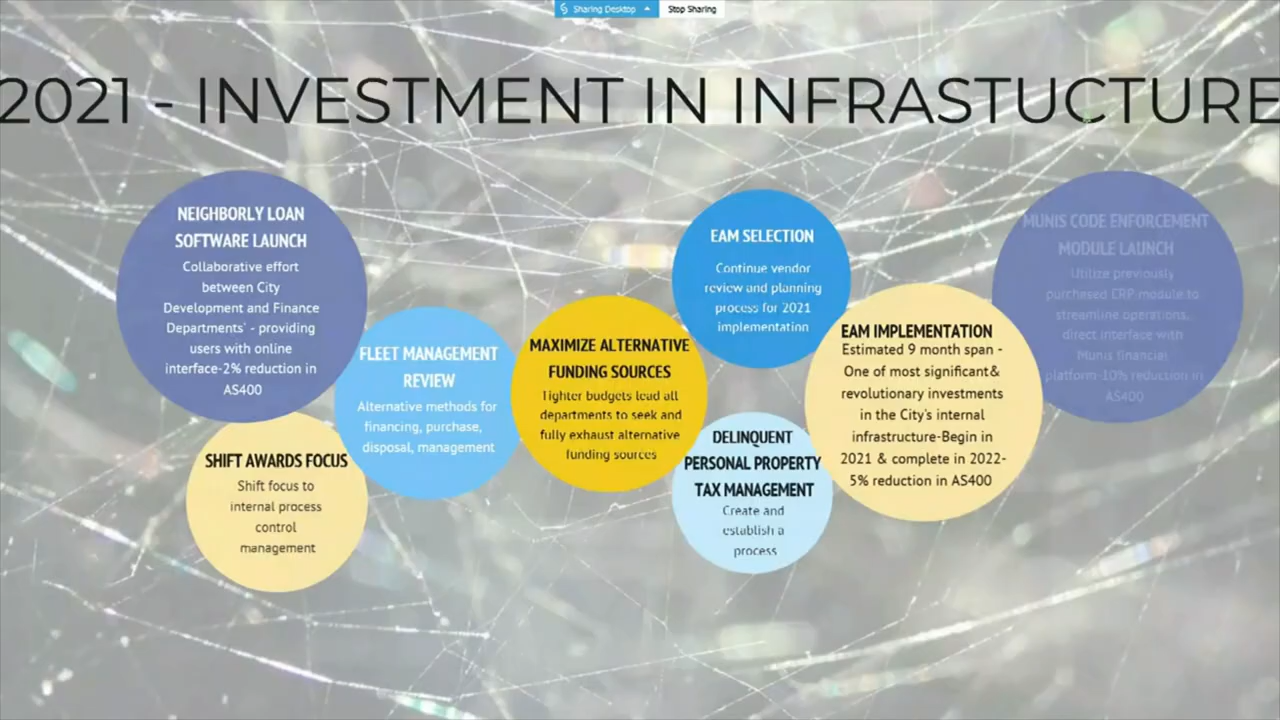 Sharing Desktop
Stop Sharing
2021 - INVESTMENT IN INFRASTUCTURE
NEIGHBORLY LOAN
SOFTWARE LAUNCH
Collaborative effort
between City
Development and Finance
Departments' - providing
users with online
interface-2% reduction in
AS400
SHIFT AWARDS FOCUS
Shift focus to
internal process
control
management
FLEET MANAGEMENT
REVIEW
Alternative methods for
financing, purchase,
disposal, management
MAXIMIZE ALTERNATIVE
FUNDING SOURCES
Tighter budgets lead all
departments to seek and
fully exhaust alternative
funding sources
EAM SELECTION
Continue vendor
review and planning
process for 2021
implementation
DELINQUENT
PERSONAL PROPERTY
TAX MANAGEMENT
Create and
establish a
process
EAM IMPLEMENTATION
Estimated 9 month span -
One of most significant&
revolutionary investments
in the City's internal
infrastructure-Begin in
2021 & complete in 2022-
5% reduction in AS400
MUNIS CODE ENFORCEMENT
MODULE LAUNCH
Utilize previously
purchased CRP module to
streamline operations,
direct interface with
Munis financial
platform-10% reduction in
AS400